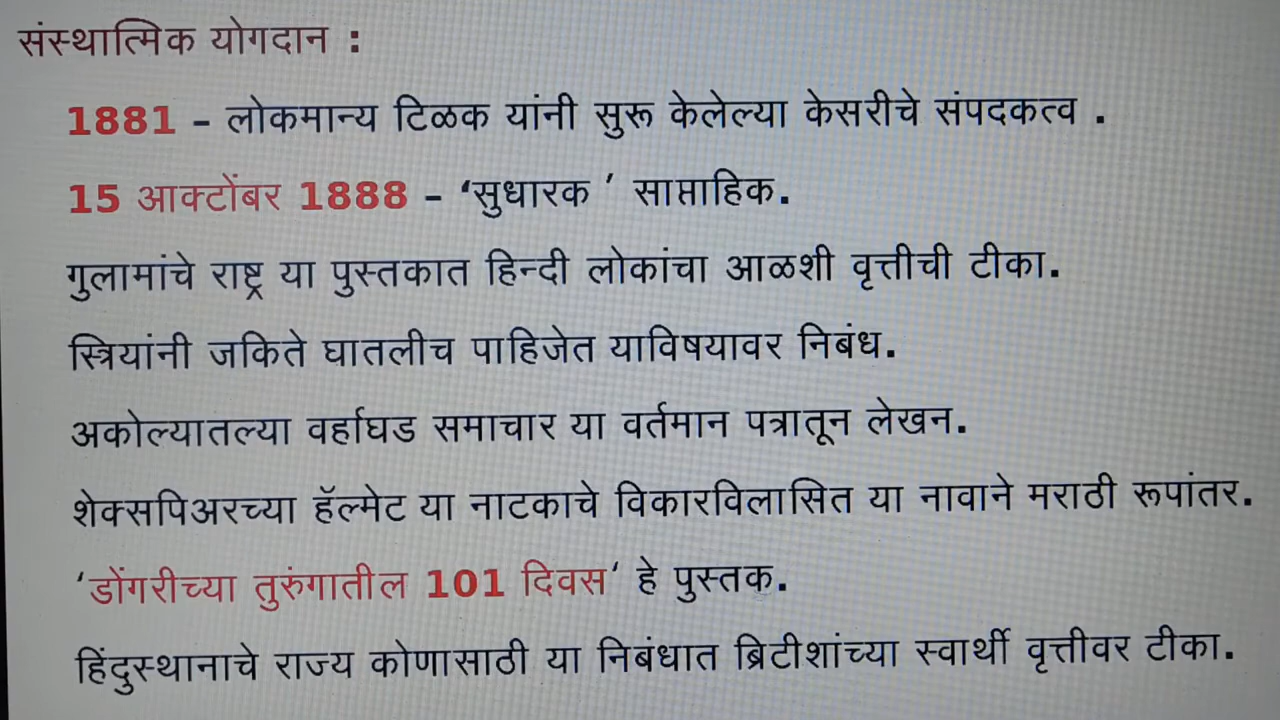 संस्थात्मिक योगदान :
1881 – लोकमान्य टिळक यांनी सुरू केलेल्या केसरीचे संपदकत्व .
15 आक्टोंबर 1888 – ‘सुधारक ’ साप्ताहिक.
गुलामांचे राष्ट्र या पुस्तकात हिन्दी लोकांचा आळशी वृत्तीची टीका.
स्त्रियांनी जकिते घातलीच पाहिजेत याविषयावर निबंध.
अकोल्यातल्या वर्हाघड समाचार या वर्तमान पत्रातून लेखन.
शेक्सपिअरच्या हॅल्मेट या नाटकाचे विकारविलासित या नावाने मराठी रूपांतर.
‘डोंगरीच्या तुरुंगातील 101 दिवस’ हे पुस्तक.
हिंदुस्थानाचे राज्य कोणासाठी या निबंधात ब्रिटीशांच्या स्वार्थी वृत्तीवर टीका.